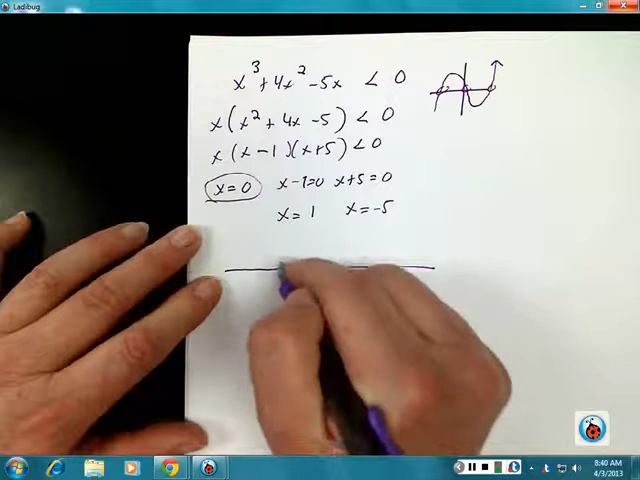 Ladibug
x³ + 4x² - 5x < 0
x(x² + 4x - 5) < 0
x(x - 1)(x + 5) < 0
x = 0 x - 1 = 0 x + 5 = 0
x = 1 x = -5
8:40 AM
4/3/2013